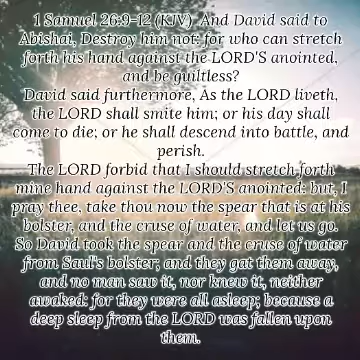 1 Samuel 26:9-12 (KJV) And David said to
Abishai, Destroy him not: for who can stretch
forth his hand against the LORD'S anointed,
and be guiltless?
David said furthermore, As the LORD liveth,
the LORD shall smite him; or his day shall
come to die; or he shall descend into battle, and
perish.
The LORD forbid that I should stretch forth
mine hand against the LORD'S anointed: but, I
pray thee, take thou now the spear that is at his
bolster, and the cruse of water, and let us go.
So David took the spear and the cruse of water
from Saul's bolster; and they gat them away,
and no man saw it, nor knew it, neither
awaked: for they were all asleep; because a
deep sleep from the LORD was fallen upon
them.